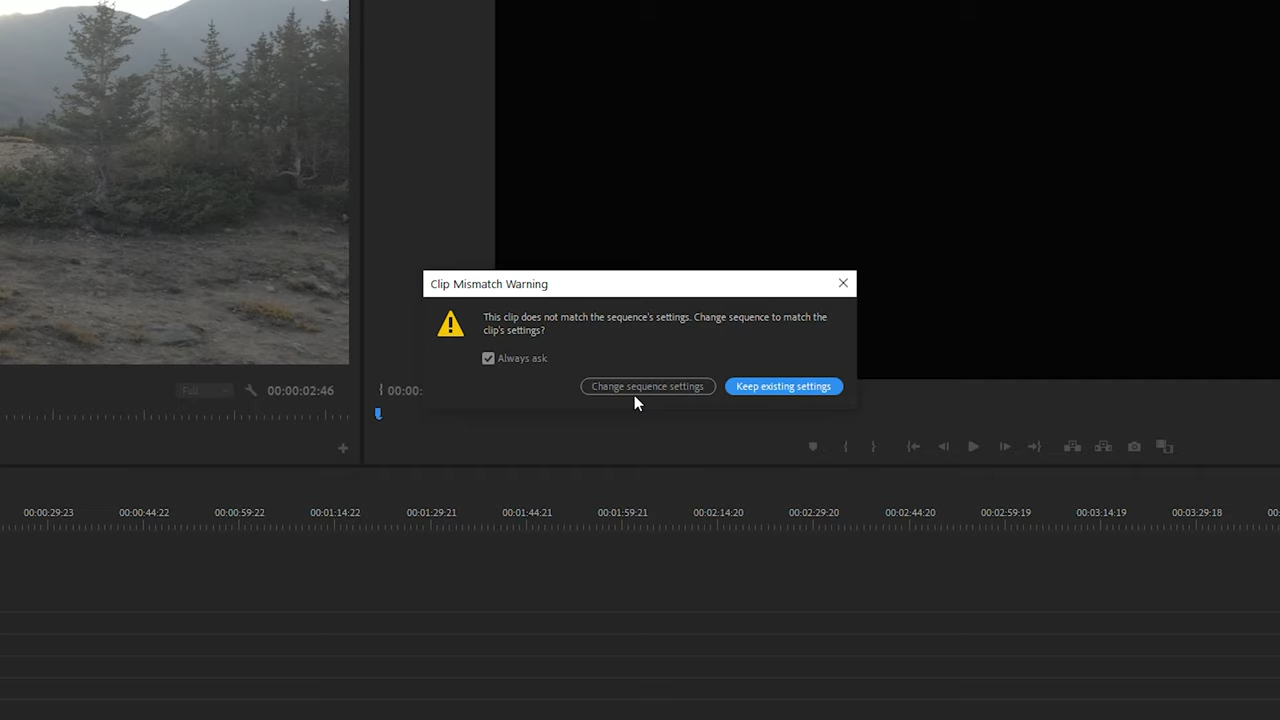 Clip Mismatch Warning
This clip does not match the sequence's settings. Change sequence to match the
clip's settings?
Always ask
Change sequence settings
Keep existing settings
Full
00:00:02:46
00:00:
00:00:29:23 00:00:44:22 00:00:59:22 00:01:14:22 00:01:29:21 00:01:44:21 00:01:59:21 00:02:14:20 00:02:29:20 00:02:44:20 00:02:59:19 00:03:14:19 00:03:29:18 00: